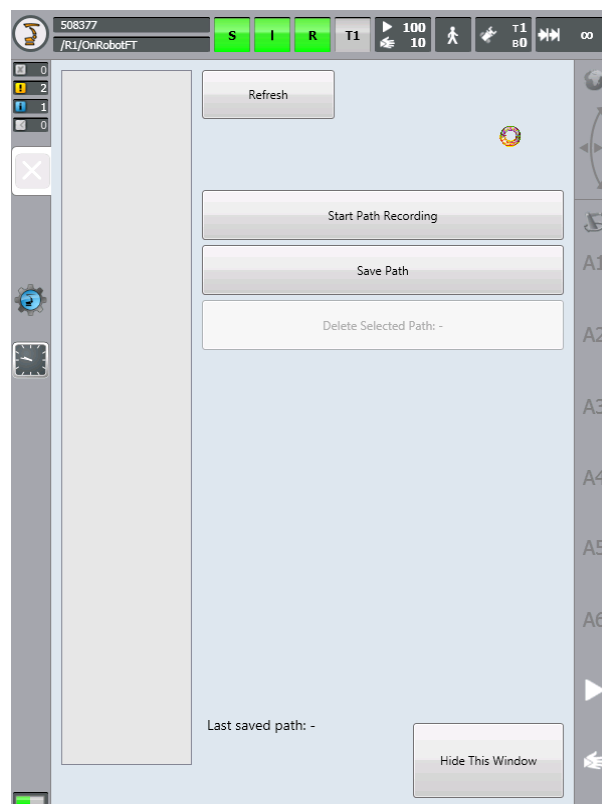 508377
/R1/OnRobotFT
S I R T1 100 10 T1 B0 ∞
0
2
1
0
Refresh
Start Path Recording
Save Path
Delete Selected Path: -
A1
A2
A3
A4
A5
A6
Last saved path: -
Hide This Window